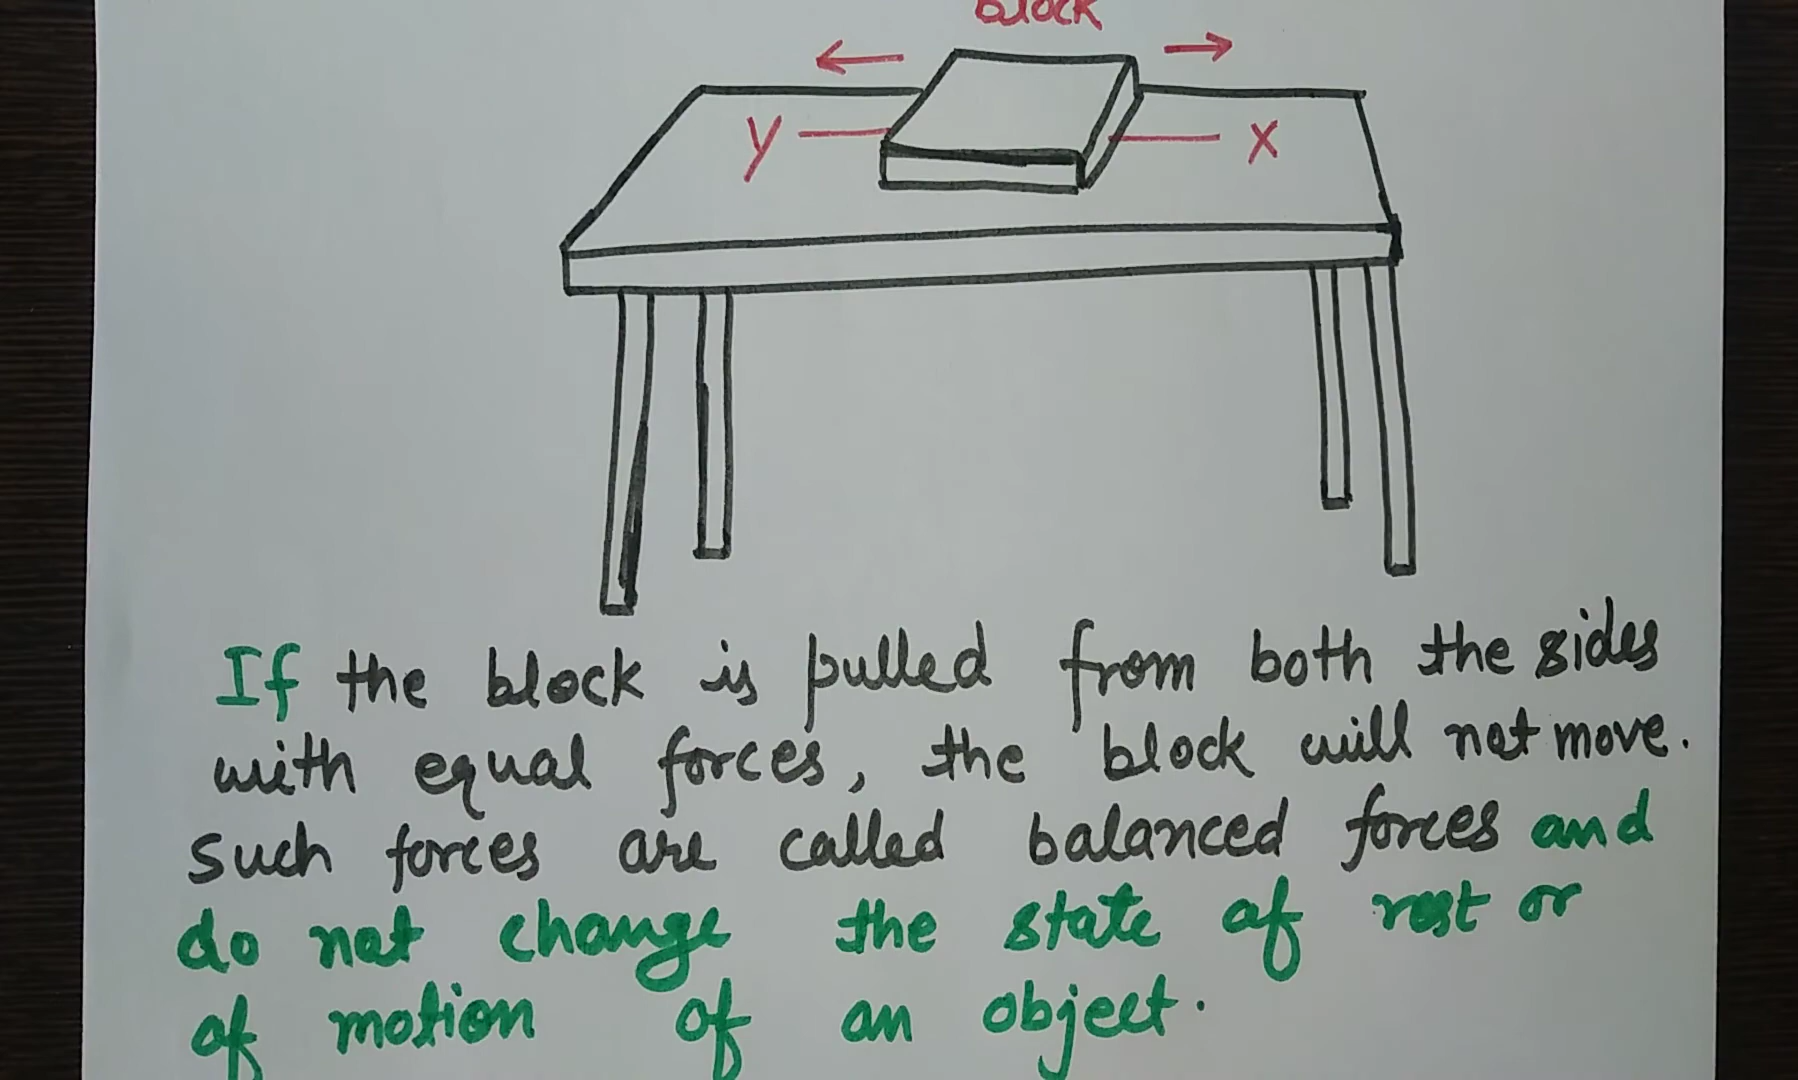 block
y
x
If the block is pulled from both the sides
with equal forces, the block will not move.
such forces are called balanced forces and
do not change the state of rest or
of motion of an object.